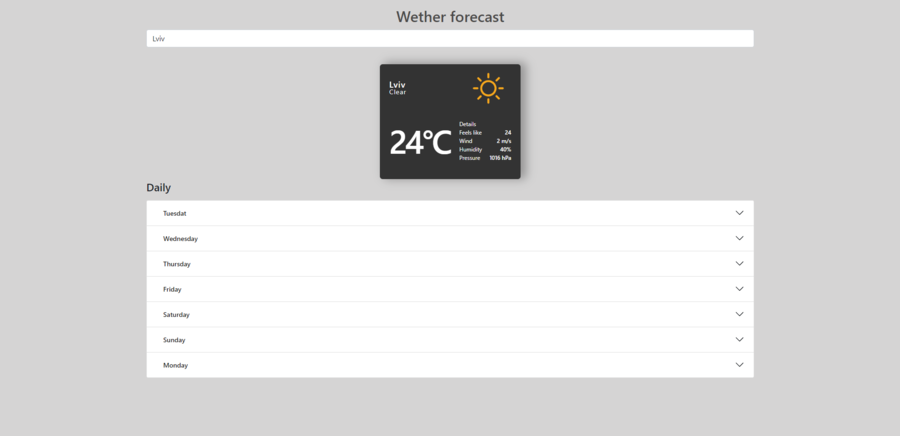 Wether forecast
Lviv
Lviv
Clear
24°C
Details
Feels like 24
Wind 2 m/s
Humidity 40%
Pressure 1016 hPa
Daily
Tuesdat
Wednesday
Thursday
Friday
Saturday
Sunday
Monday